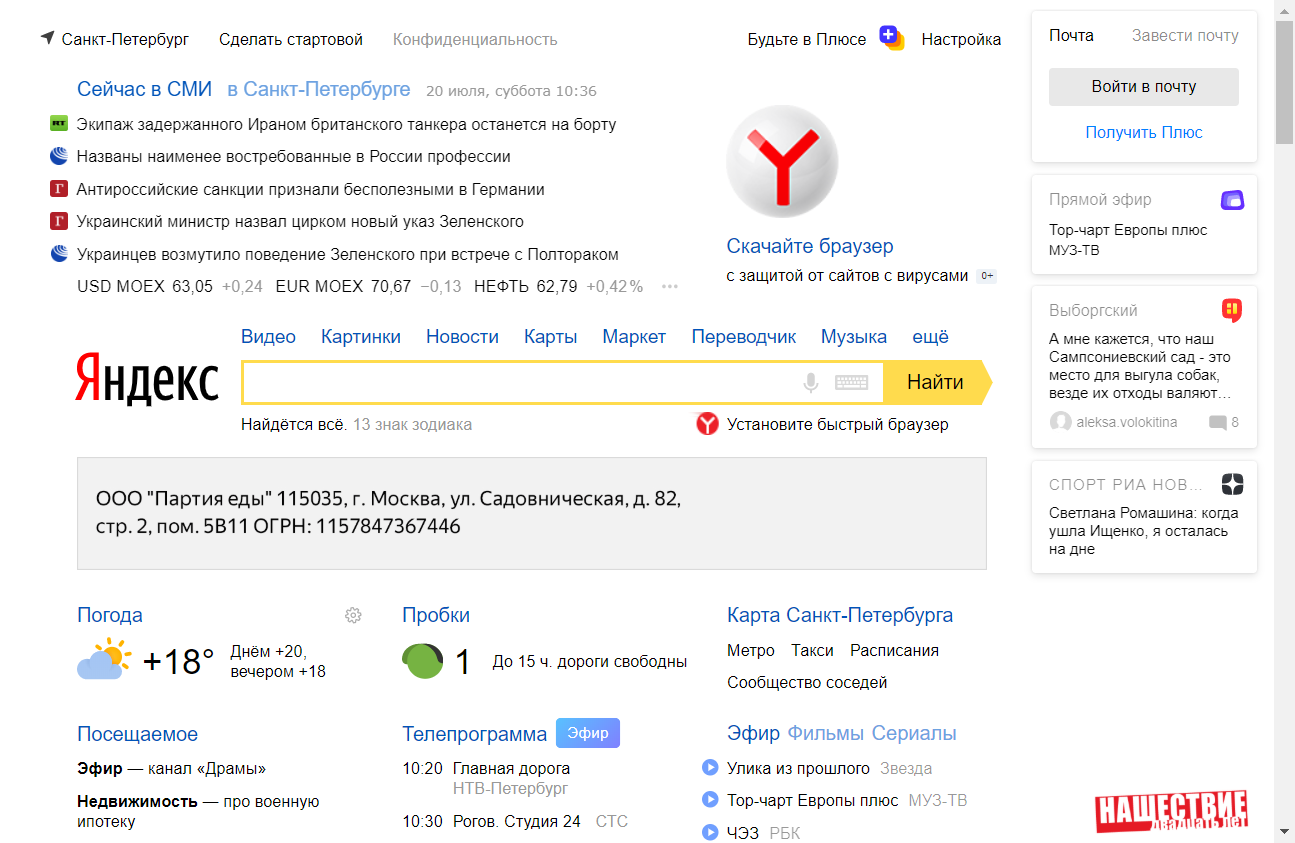 Санкт-Петербург Сделать стартовой Конфиденциальность Будьте в Плюсе Настройка
Сейчас в СМИ в Санкт-Петербурге 20 июля, суббота 10:36
RT Экипаж задержанного Ираном британского танкера останется на борту
Названы наименее востребованные в России профессии
Г Антироссийские санкции признали бесполезными в Германии
Г Украинский министр назвал цирком новый указ Зеленского
Украинцев возмутило поведение Зеленского при встрече с Полтораком
USD MOEX 63,05 +0,24 EUR MOEX 70,67 −0,13 НЕФТЬ 62,79 +0,42% ···
Скачайте браузер
с защитой от сайтов с вирусами 0+
Почта Завести почту
Войти в почту
Получить Плюс
Прямой эфир
Тор-чарт Европы плюс
МУЗ-ТВ
Выборгский
А мне кажется, что наш
Сампсониевский сад - это
место для выгула собак,
везде их отходы валяют...
aleksa.volokitina 8
СПОРТ РИА НОВ...
Светлана Ромашина: когда
ушла Ищенко, я осталась
на дне
Видео Картинки Новости Карты Маркет Переводчик Музыка ещё
Яндекс
Найти
Найдётся всё. 13 знак зодиака
Установите быстрый браузер
ООО "Партия еды" 115035, г. Москва, ул. Садовническая, д. 82,
стр. 2, пом. 5В11 ОГРН: 1157847367446
Погода
+18°
Днём +20,
вечером +18
Пробки
1 До 15 ч. дороги свободны
Карта Санкт-Петербурга
Метро Такси Расписания
Сообщество соседей
Посещаемое
Эфир — канал «Драмы»
Недвижимость — про военную
ипотеку
Телепрограмма Эфир
10:20 Главная дорога
НТВ-Петербург
10:30 Рогов. Студия 24 СТС
Эфир Фильмы Сериалы
Улика из прошлого Звезда
Тор-чарт Европы плюс МУЗ-ТВ
ЧЭЗ РБК
НАШЕСТВИЕ
двадцать лет